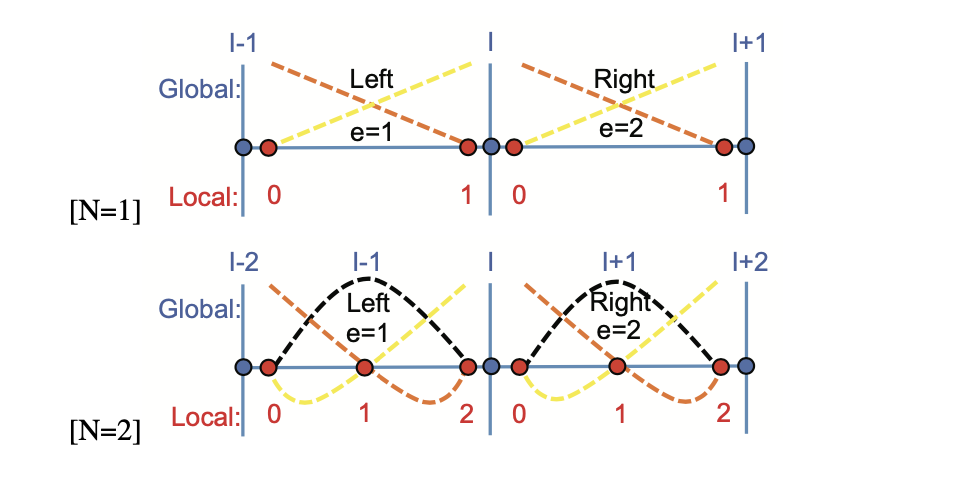 I-1 I I+1
Left Right
Global:
e=1 e=2
Local: 0 1 0 1
[N=1]
I-2 I-1 I I+1 I+2
Left Right
Global:
e=1 e=2
Local: 0 1 2 0 1 2
[N=2]